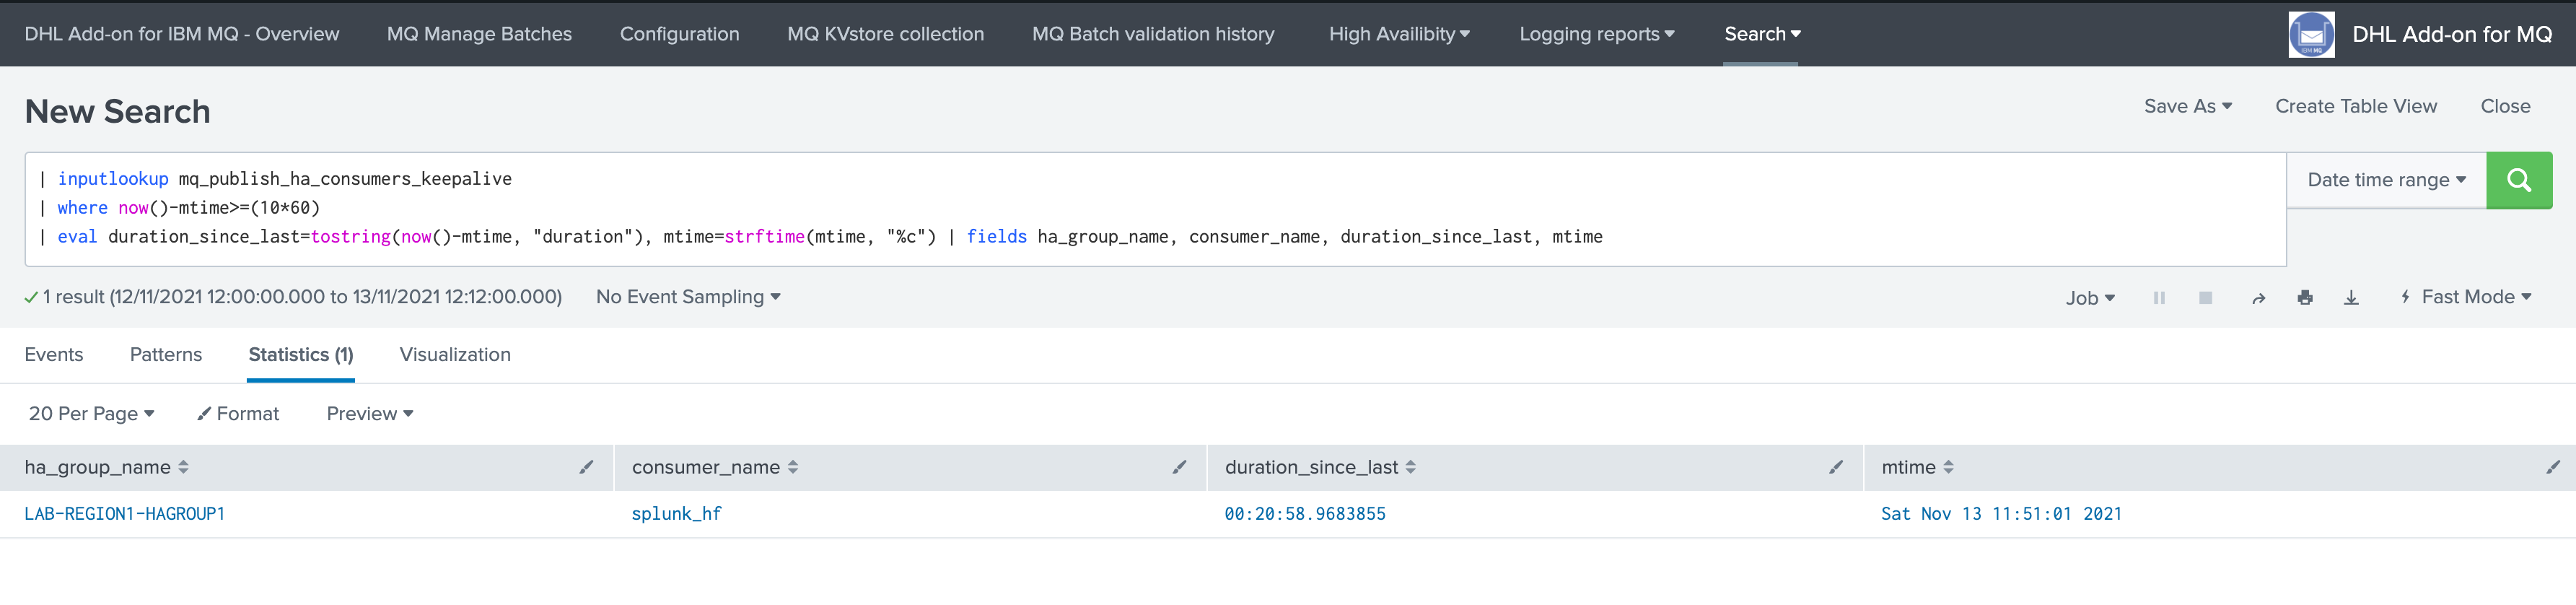 DHL Add-on for IBM MQ - Overview MQ Manage Batches Configuration MQ KVstore collection MQ Batch validation history High Availibity Logging reports Search IBM MQ DHL Add-on for MQ
New Search Save As Create Table View Close
| inputlookup mq_publish_ha_consumers_keepalive Date time range
| where now()-mtime>=(10*60)
| eval duration_since_last=tostring(now()-mtime, "duration"), mtime=strftime(mtime, "%c") | fields ha_group_name, consumer_name, duration_since_last, mtime
1 result (12/11/2021 12:00:00.000 to 13/11/2021 12:12:00.000) No Event Sampling Job Fast Mode
Events Patterns Statistics (1) Visualization
20 Per Page Format Preview
ha_group_name consumer_name duration_since_last mtime
LAB-REGION1-HAGROUP1 splunk_hf 00:20:58.9683855 Sat Nov 13 11:51:01 2021